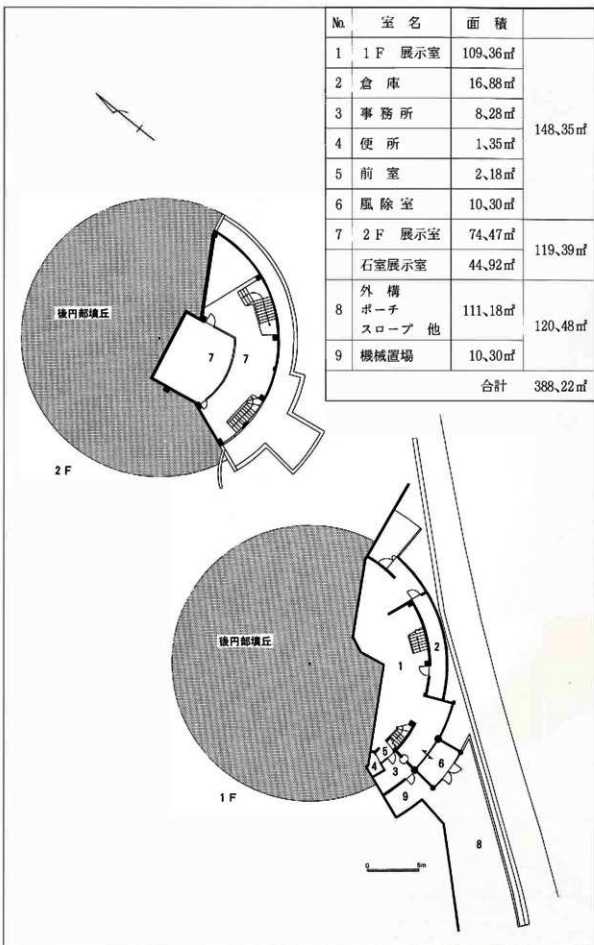 No. 室名 面積
1 1F 展示室 109、36㎡
2 倉庫 16、88㎡
3 事務所 8、28㎡
4 便所 1、35㎡
5 前室 2、18㎡
6 風除室 10、30㎡
148、35㎡
7 2F 展示室 74、47㎡
石室展示室 44、92㎡
119、39㎡
8 外構
ポーチ
スロープ 他
111、18㎡
9 機械置場 10、30㎡
120、48㎡
合計 388、22㎡
後円部墳丘
7 7
2F
後円部墳丘
1
2
5
4
3
6
9
8
1F
0 5m